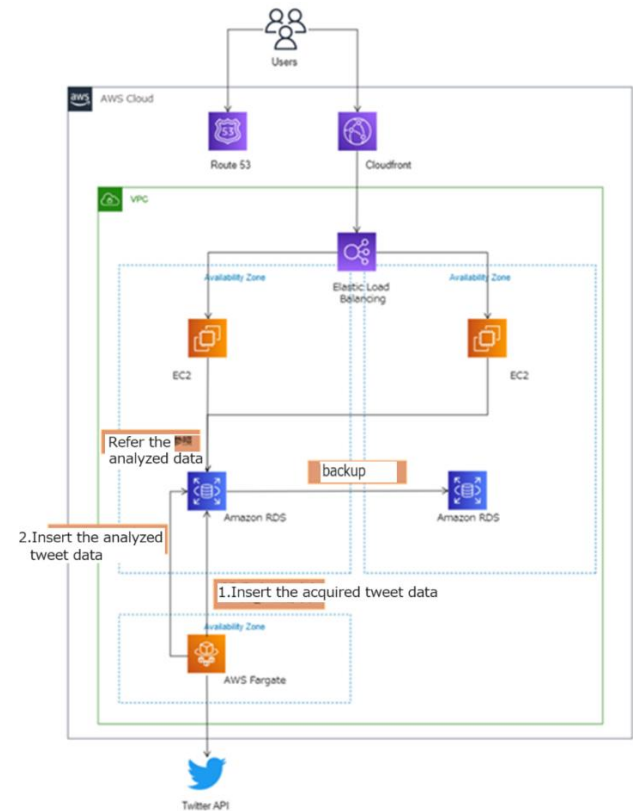 Users
aws
AWS Cloud
53
Route 53
Cloudfront
VPC
Elastic Load
Balancing
Availability Zone
Availability Zone
EC2
EC2
Refer the
analyzed data
backup
Amazon RDS
Amazon RDS
2.Insert the analyzed
tweet data
1.Insert the acquired tweet data
Availability Zone
AWS Fargate
Twitter API